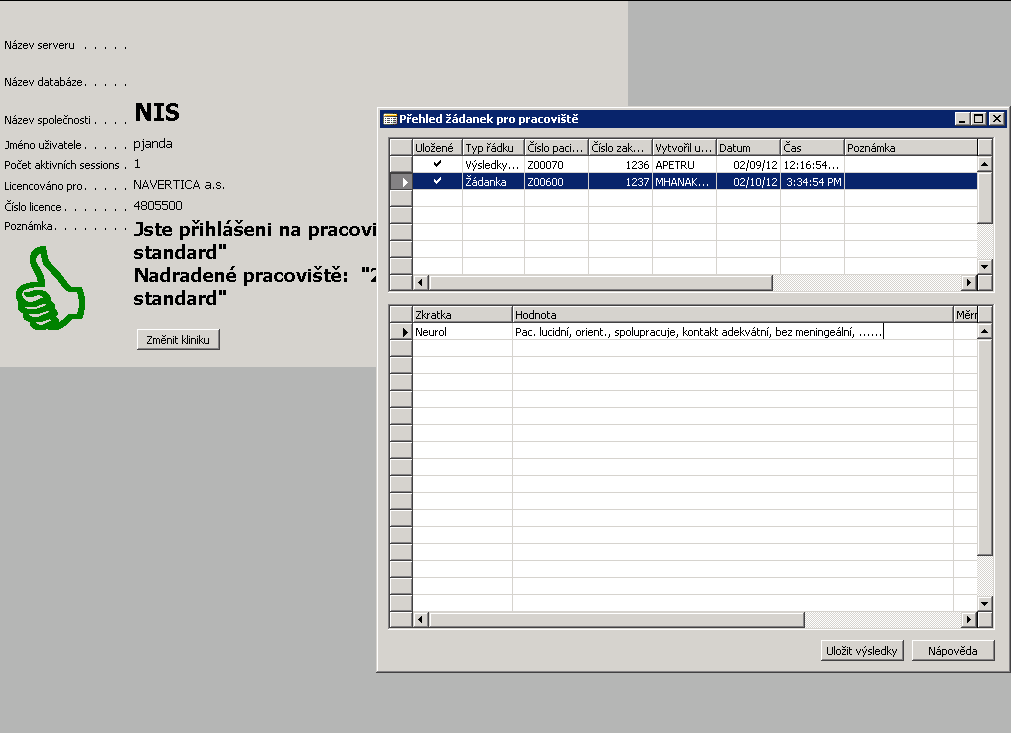 Název serveru . . . . .
Název databáze . . . . .
Název společnosti . . . . NIS
Jméno uživatele . . . . . pjanda
Počet aktivních sessions . 1
Licencováno pro . . . . . NAVERTICA a.s.
Číslo licence . . . . . . . 4805500
Poznámka . . . . . . . . Jste přihlášeni na pracovi
standard"
Nadradené pracoviště: "2
standard"
Změnit kliniku
Přehled žádanek pro pracoviště
Uložené Typ řádku Číslo paci... Číslo zak... Vytvořil u... Datum Čas Poznámka
Výsledky... Z00070 1236 APETRU 02/09/12 12:16:54...
Žádanka Z00600 1237 MHANAK... 02/10/12 3:34:54 PM
Zkratka Hodnota Měrr
Neurol Pac. lucidní, orient., spolupracuje, kontakt adekvátní, bez meningeální, ......
Uložit výsledky Nápověda